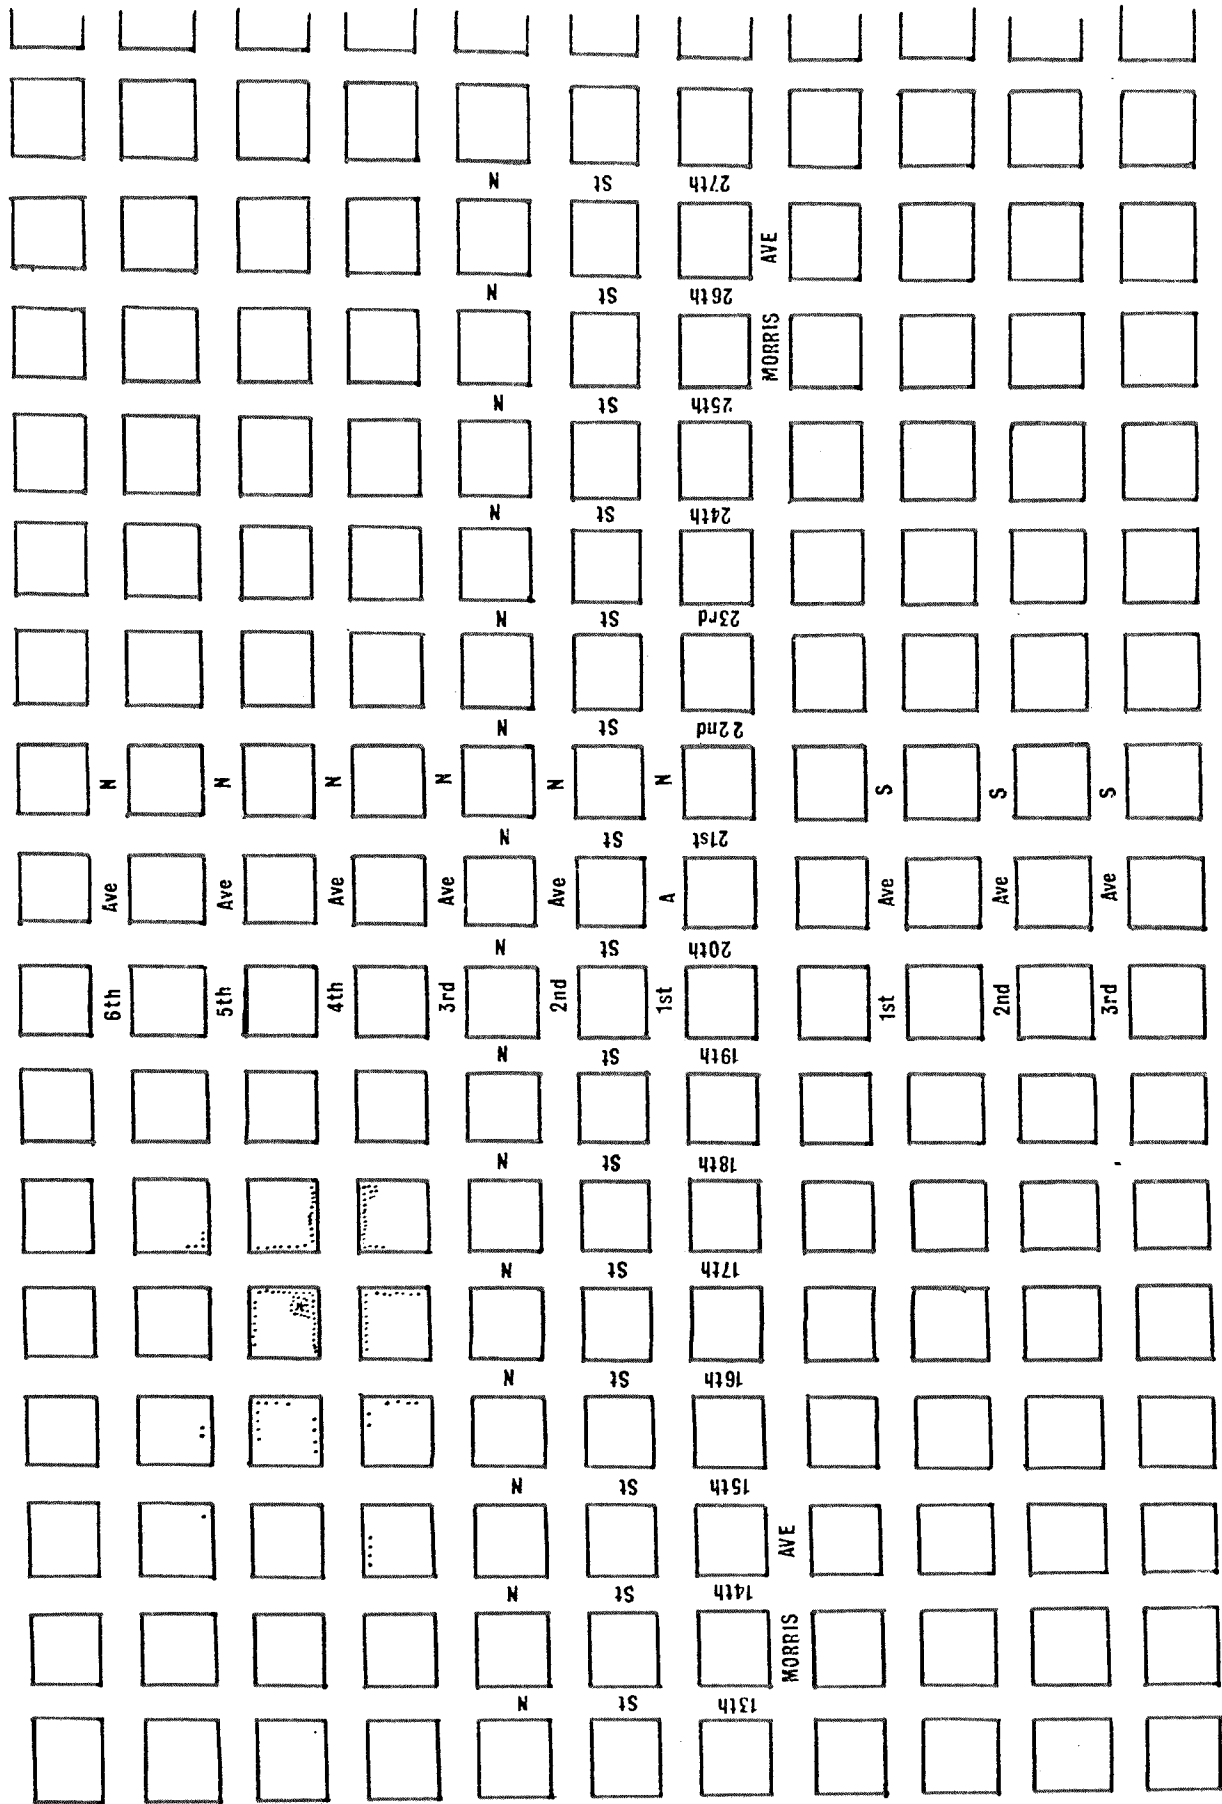 27th St N
26th St N
25th St N
24th St N
23rd St N
22nd St N
21st St N
20th St N
19th St N
18th St N
17th St N
16th St N
15th St N
14th St N
13th St N
6th Ave N
5th Ave N
4th Ave N
3rd Ave N
2nd Ave N
1st A N
MORRIS AVE
MORRIS AVE
1st Ave S
2nd Ave S
3rd Ave S